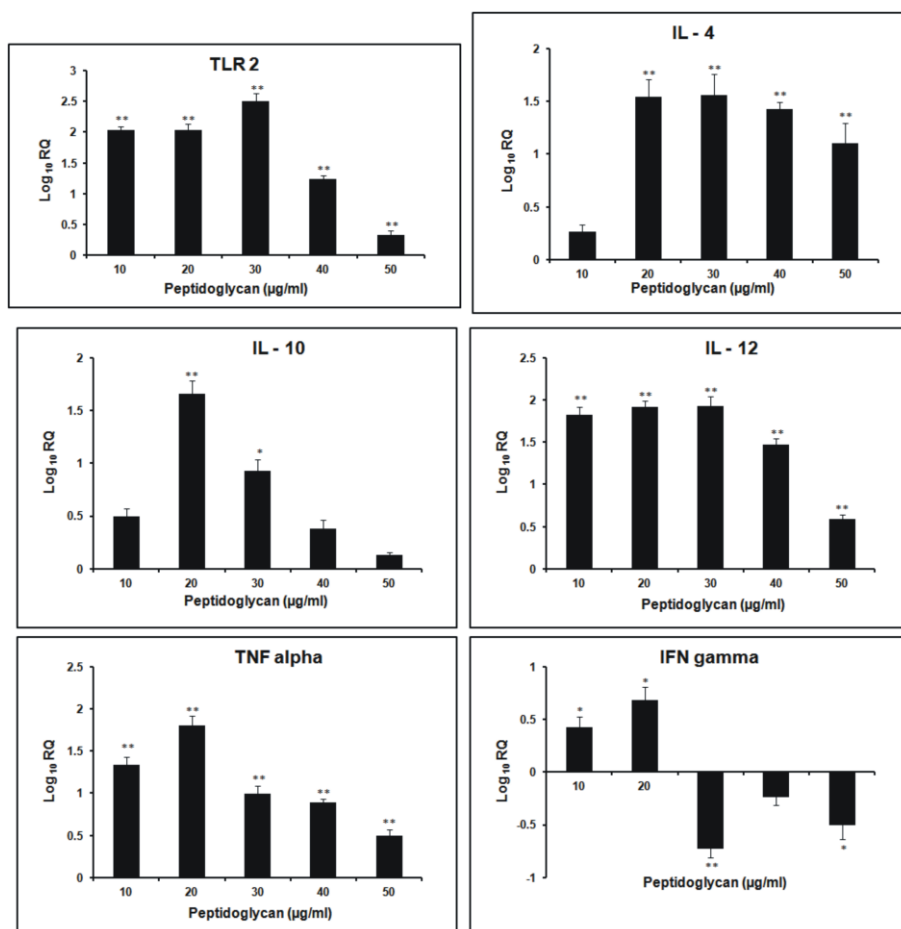 TLR 2
3
2.5
2
1.5
1
0.5
0
Log10 RQ
** ** ** ** **
10 20 30 40 50
Peptidoglycan (µg/ml)
IL - 4
2
1.5
1
0.5
0
Log10 RQ
** ** ** **
10 20 30 40 50
Peptidoglycan (µg/ml)
IL - 10
2
1.5
1
0.5
0
Log10 RQ
** *
10 20 30 40 50
Peptidoglycan (µg/ml)
IL - 12
2.5
2
1.5
1
0.5
0
Log10 RQ
** ** ** ** **
10 20 30 40 50
Peptidoglycan (µg/ml)
TNF alpha
2.5
2
1.5
1
0.5
0
Log10 RQ
** ** ** ** **
10 20 30 40 50
Peptidoglycan (µg/ml)
IFN gamma
1
0.5
0
-0.5
-1
Log10 RQ
* *
10 20
** *
Peptidoglycan (µg/ml)